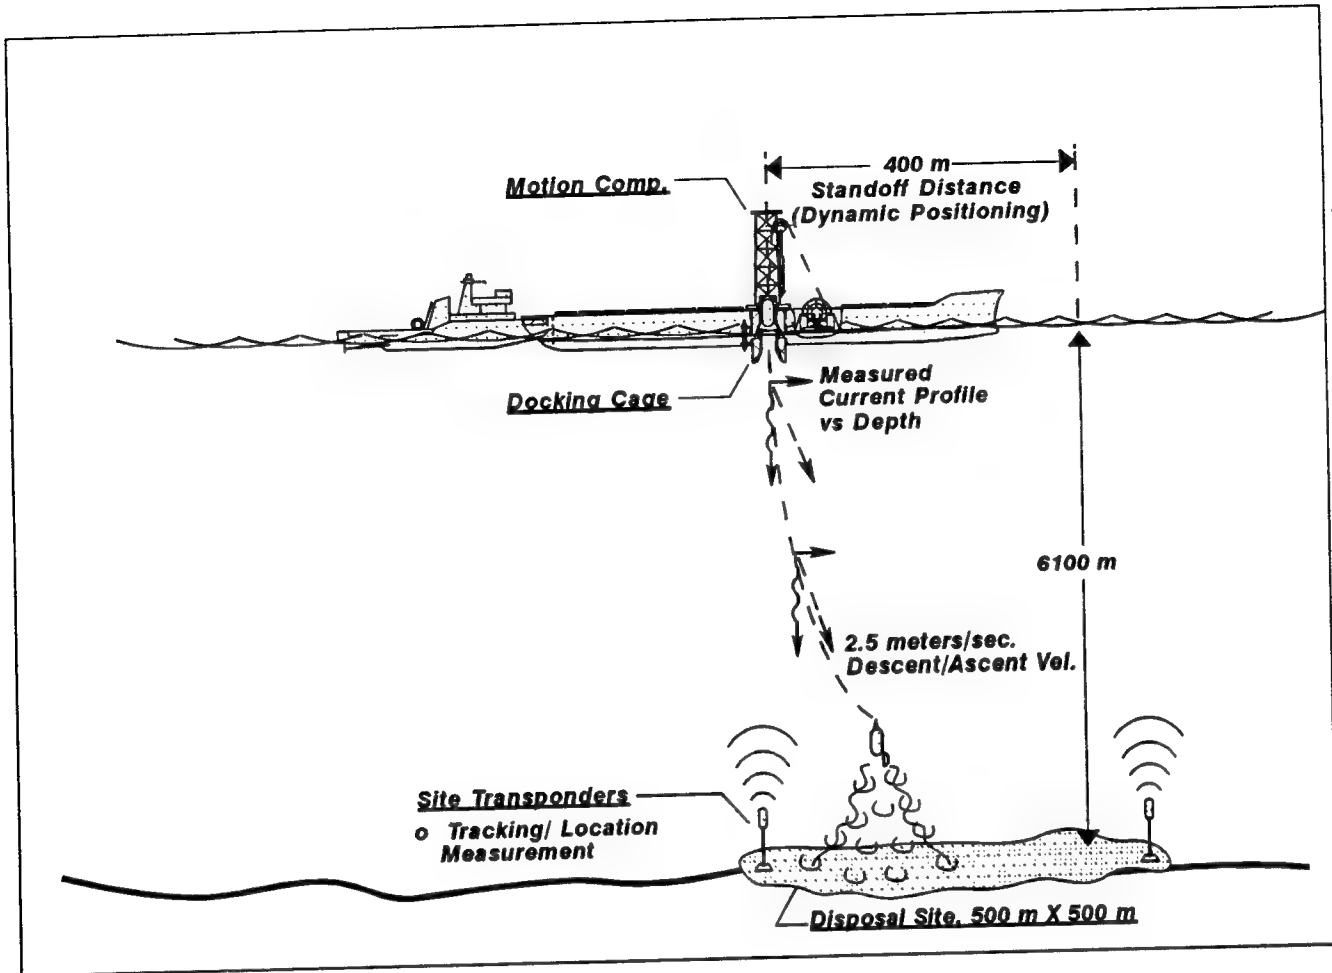 400 m
Standoff Distance
(Dynamic Positioning)
Motion Comp.
Docking Cage
Measured
Current Profile
vs Depth
6100 m
2.5 meters/sec.
Descent/Ascent Vel.
Site Transponders
o Tracking/ Location
Measurement
Disposal Site, 500 m X 500 m